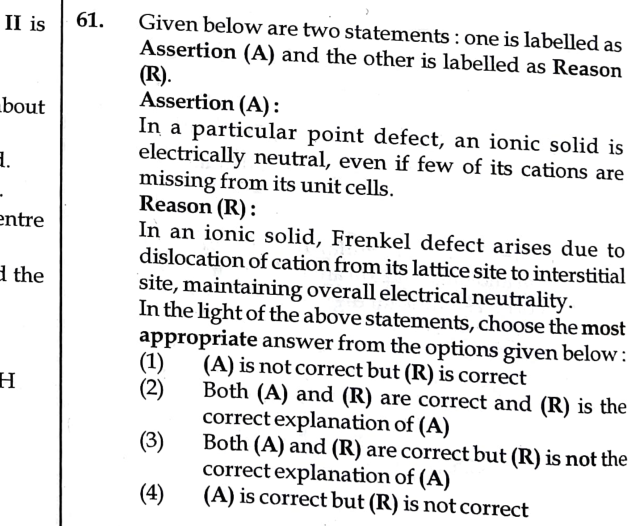 II is
bout
d.
entre
d the
H
61. Given below are two statements : one is labelled as
Assertion (A) and the other is labelled as Reason
(R).
Assertion (A) :
In a particular point defect, an ionic solid is
electrically neutral, even if few of its cations are
missing from its unit cells.
Reason (R) :
In an ionic solid, Frenkel defect arises due to
dislocation of cation from its lattice site to interstitial
site, maintaining overall electrical neutrality.
In the light of the above statements, choose the most
appropriate answer from the options given below :
(1) (A) is not correct but (R) is correct
(2) Both (A) and (R) are correct and (R) is the
correct explanation of (A)
(3) Both (A) and (R) are correct but (R) is not the
correct explanation of (A)
(4) (A) is correct but (R) is not correct